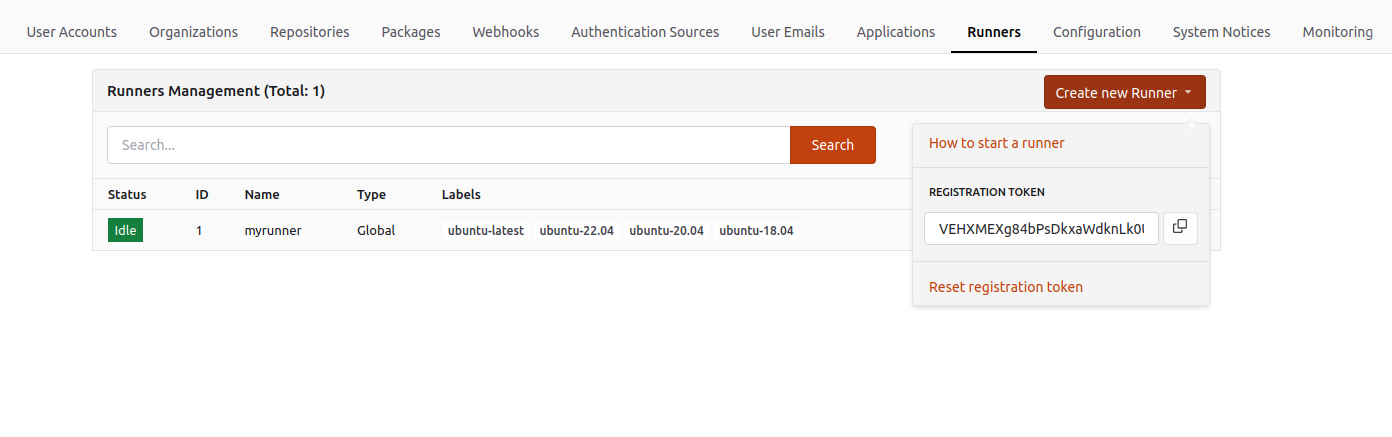 User Accounts Organizations Repositories Packages Webhooks Authentication Sources User Emails Applications Runners Configuration System Notices Monitoring
Runners Management (Total: 1)
Create new Runner
Search...
Search
How to start a runner
Status ID Name Type Labels
REGISTRATION TOKEN
Idle 1 myrunner Global ubuntu-latest ubuntu-22.04 ubuntu-20.04 ubuntu-18.04
Reset registration token